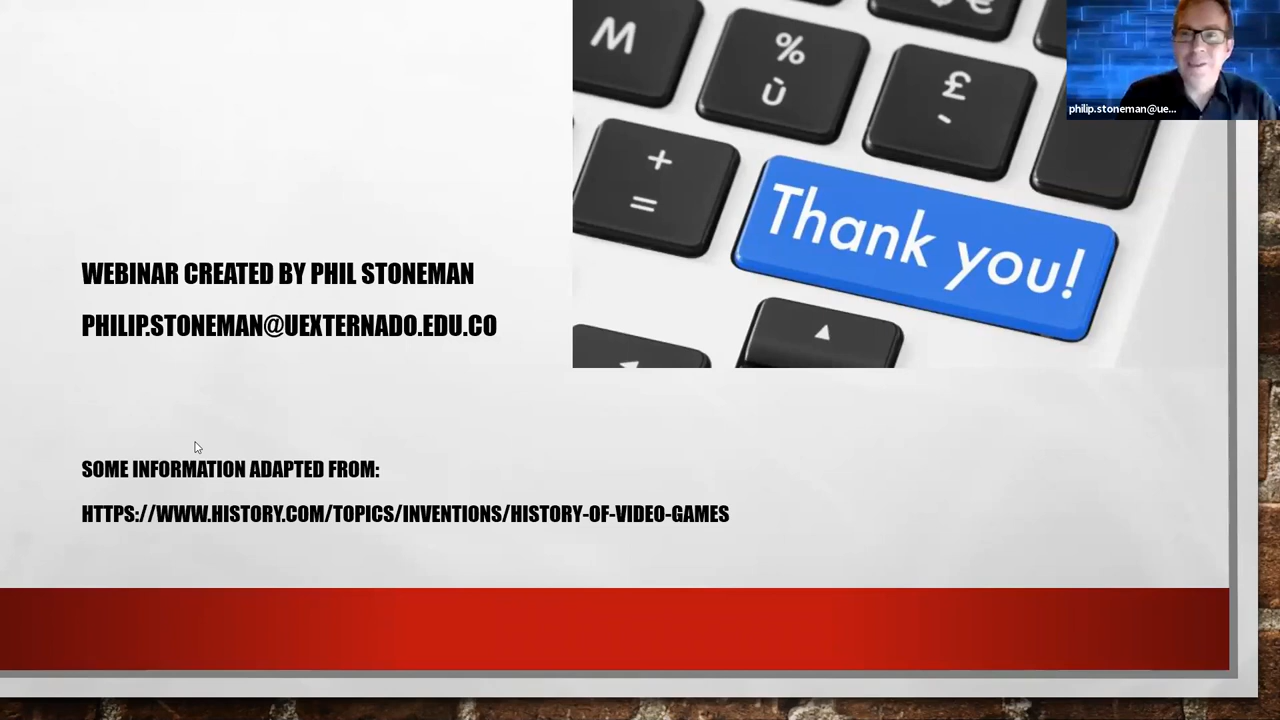 M
%
ù
$
€
£
+
=
Thank you!
philip.stoneman@ue...
WEBINAR CREATED BY PHIL STONEMAN
PHILIP.STONEMAN@UEXTERNADO.EDU.CO
SOME INFORMATION ADAPTED FROM:
HTTPS://WWW.HISTORY.COM/TOPICS/INVENTIONS/HISTORY-OF-VIDEO-GAMES